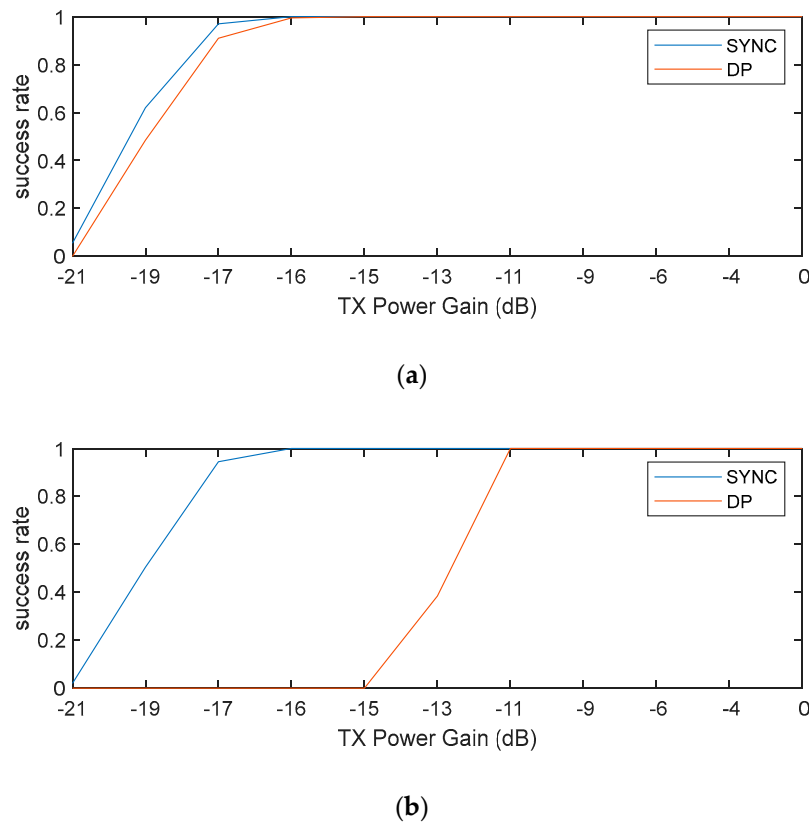 1
0.8
0.6
0.4
0.2
0
success rate
SYNC
DP
-21 -19 -17 -16 -15 -13 -11 -9 -6 -4 0
TX Power Gain (dB)
(a)
1
0.8
0.6
0.4
0.2
0
success rate
SYNC
DP
-21 -19 -17 -16 -15 -13 -11 -9 -6 -4 0
TX Power Gain (dB)
(b)